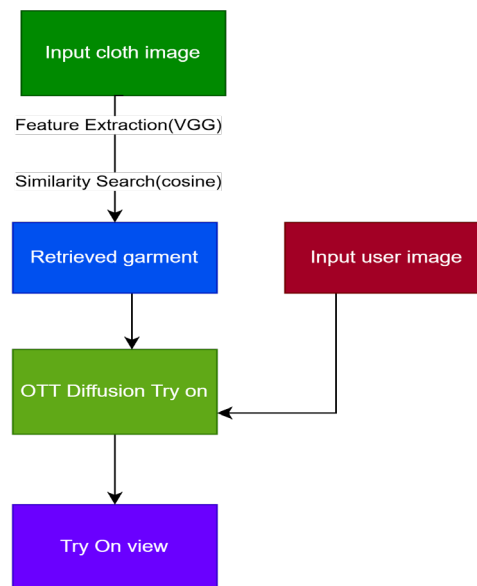 Input cloth image
Feature Extraction(VGG)
Similarity Search(cosine)
Retrieved garment
Input user image
OTT Diffusion Try on
Try On view